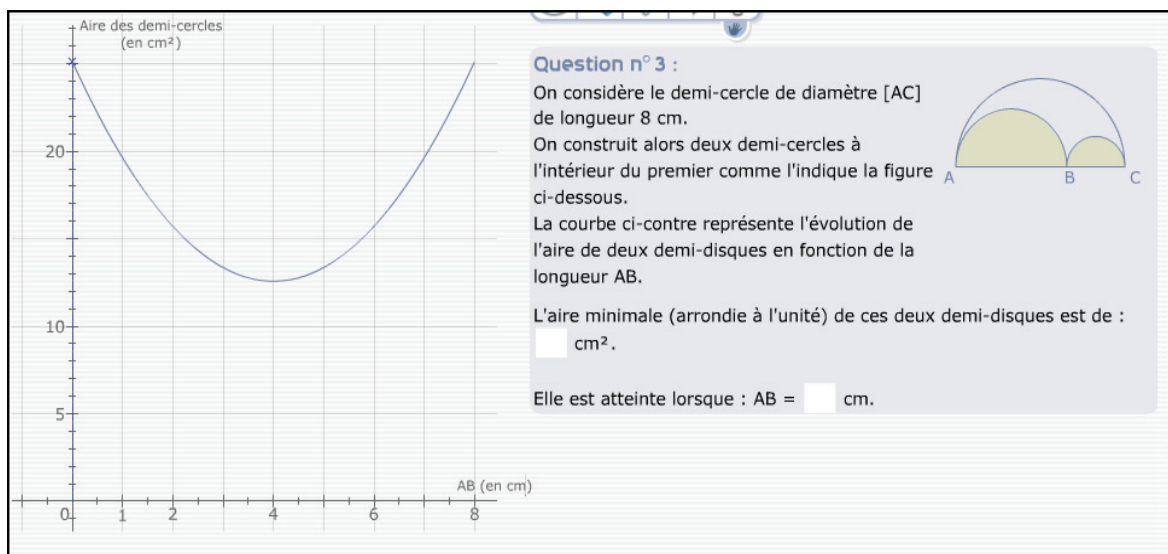 Aire des demi-cercles
(en cm²)
20
10
5
0
1
2
4
6
8
AB (en cm)
Question n° 3 :
On considère le demi-cercle de diamètre [AC]
de longueur 8 cm.
On construit alors deux demi-cercles à
l'intérieur du premier comme l'indique la figure
ci-dessous.
La courbe ci-contre représente l'évolution de
l'aire de deux demi-disques en fonction de la
longueur AB.
A B C
L'aire minimale (arrondie à l'unité) de ces deux demi-disques est de :
cm².
Elle est atteinte lorsque : AB = cm.